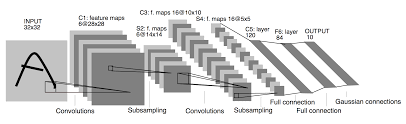 INPUT
32x32
C1: feature maps
6@28x28
S2: f. maps
6@14x14
C3: f. maps 16@10x10
S4: f. maps 16@5x5
C5: layer
120
F6: layer
84
OUTPUT
10
Convolutions
Subsampling
Convolutions
Subsampling
Full connection
Full connection
Gaussian connections